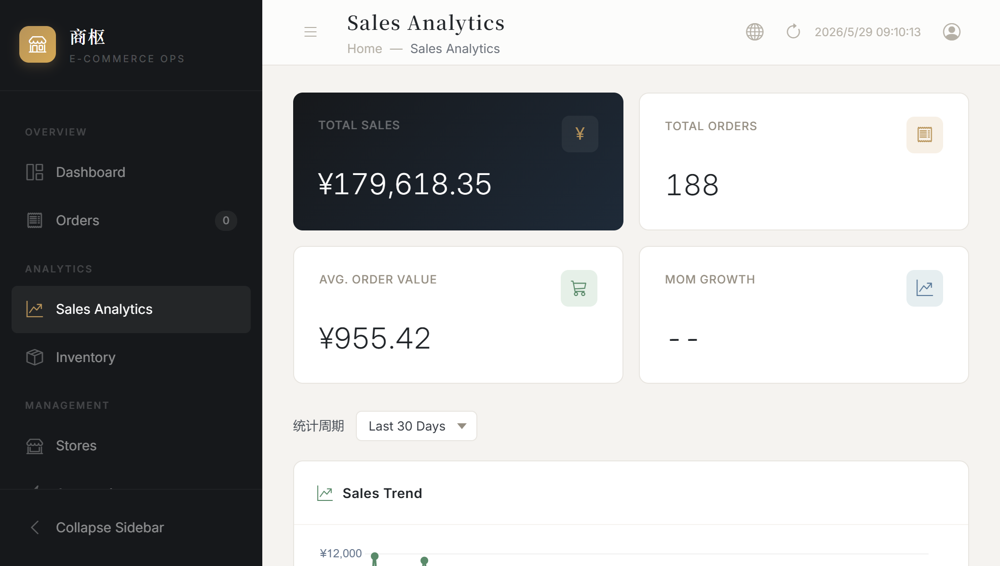 商枢
E-COMMERCE OPS
OVERVIEW
Dashboard
Orders
0
ANALYTICS
Sales Analytics
Inventory
MANAGEMENT
Stores
Collapse Sidebar
Sales Analytics
Home — Sales Analytics
2026/5/29 09:10:13
TOTAL SALES
¥
¥179,618.35
TOTAL ORDERS
188
AVG. ORDER VALUE
¥955.42
MOM GROWTH
--
统计周期
Last 30 Days
Sales Trend
¥12,000